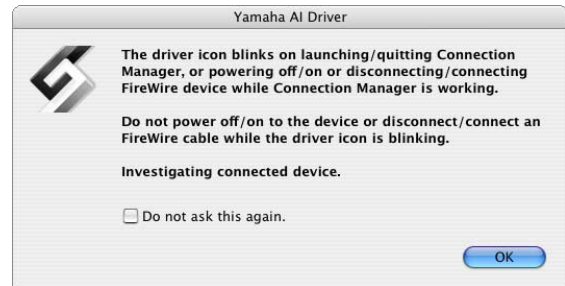 Yamaha AI Driver
The driver icon blinks on launching/quitting Connection
Manager, or powering off/on or disconnecting/connecting
FireWire device while Connection Manager is working.
Do not power off/on to the device or disconnect/connect an
FireWire cable while the driver icon is blinking.
Investigating connected device.
Do not ask this again.
OK